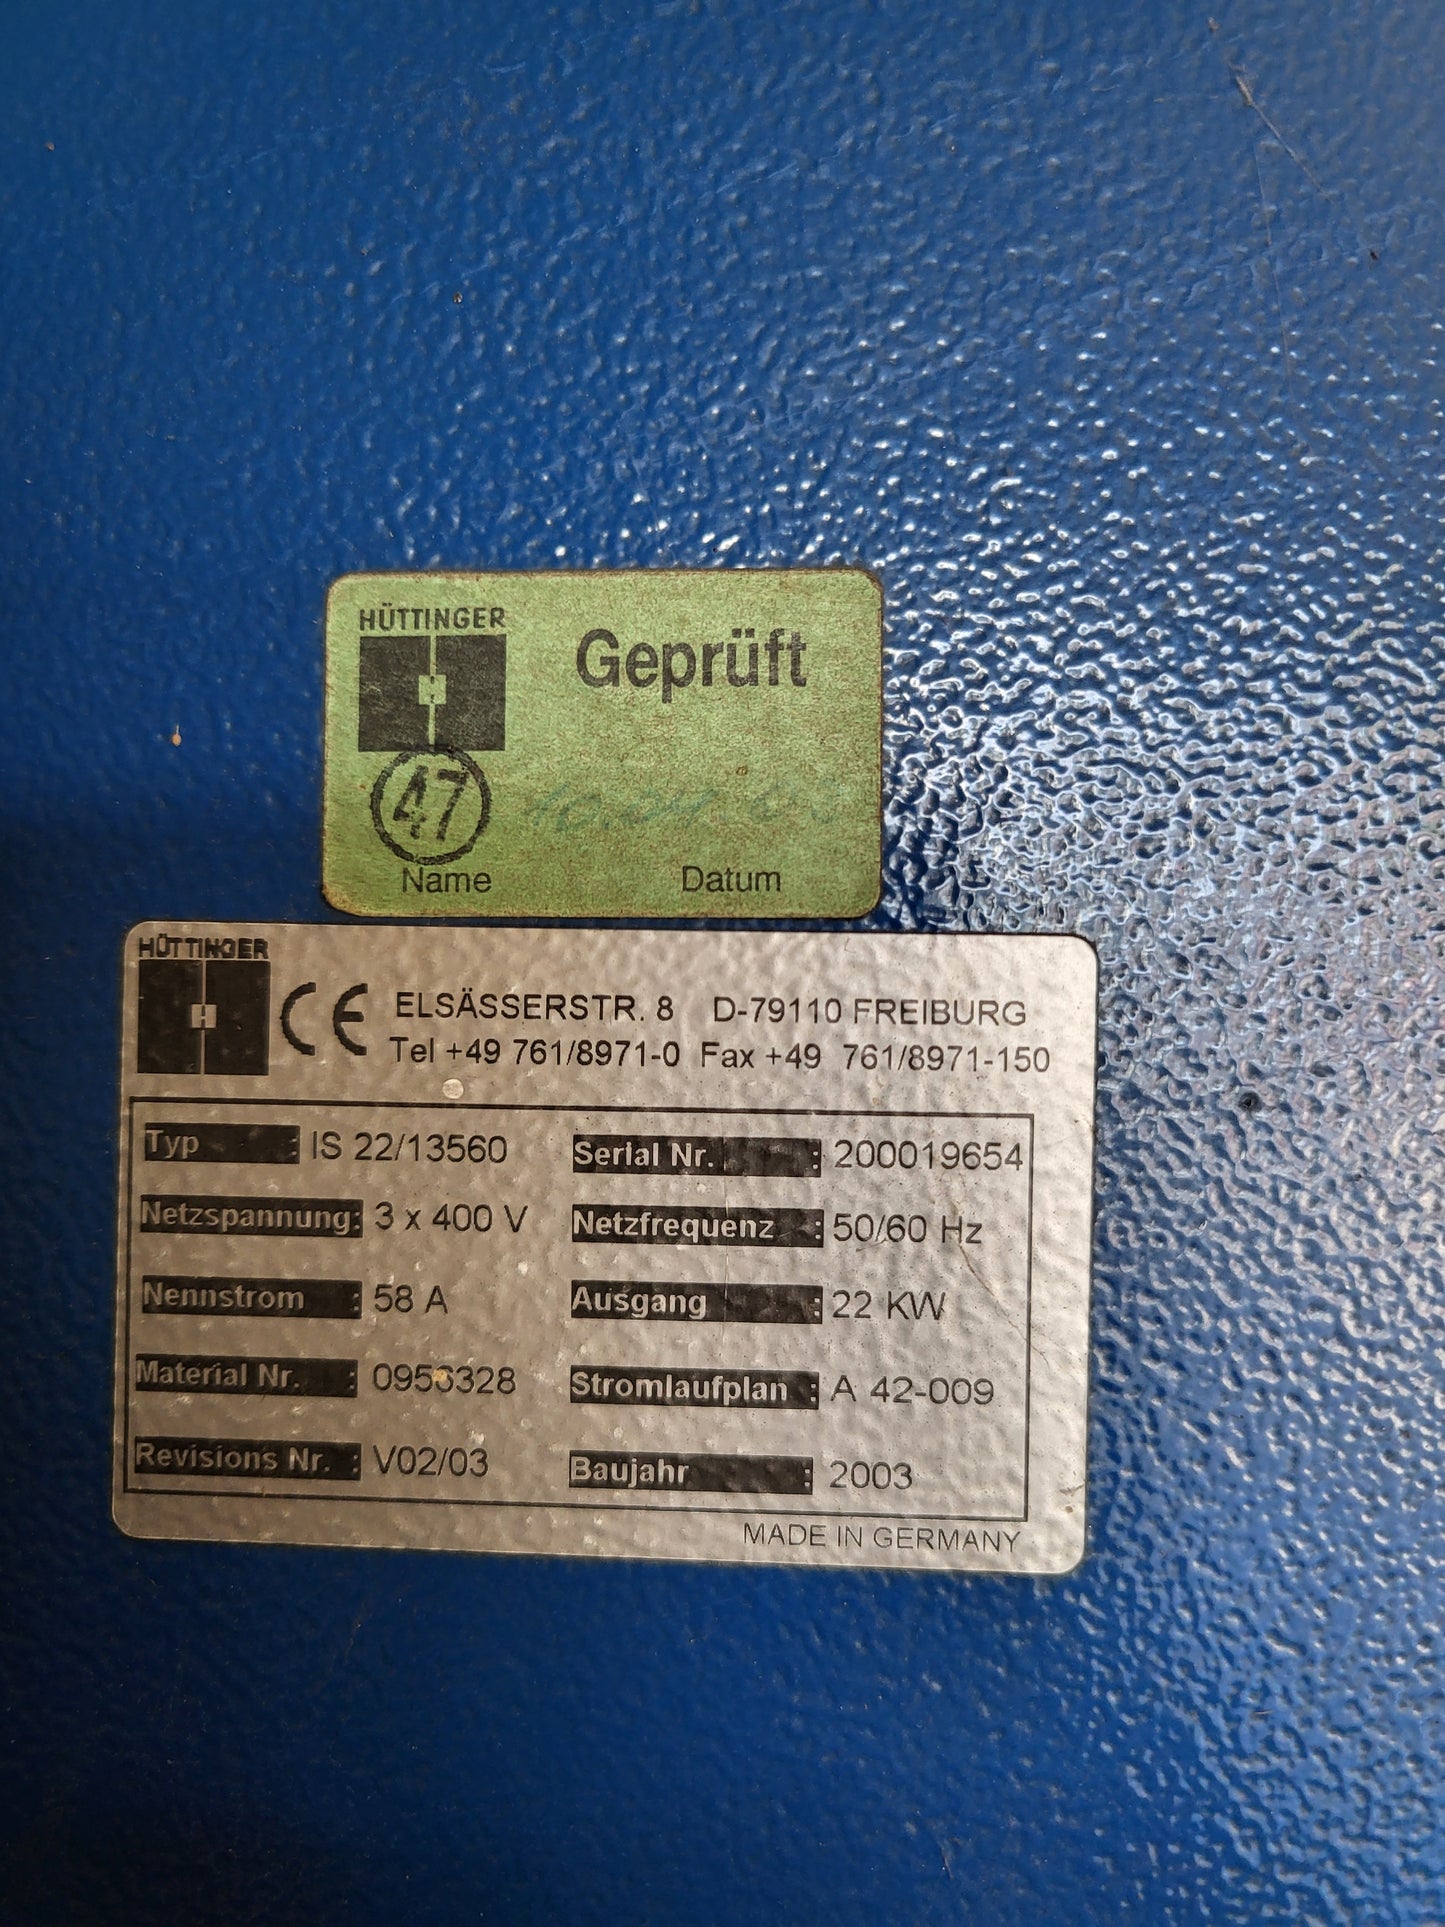 HÜTTINGER
Geprüft
47
Name Datum
HÜTTINGER
CE ELSÄSSERSTR. 8 D-79110 FREIBURG
Tel +49 761/8971-0 Fax +49 761/8971-150
Typ : IS 22/13560 Serial Nr. : 200019654
Netzspannung: 3 x 400 V Netzfrequenz : 50/60 Hz
Nennstrom : 58 A Ausgang : 22 KW
Material Nr. : 0956328 Stromlaufplan : A 42-009
Revisions Nr. : V02/03 Baujahr : 2003
MADE IN GERMANY